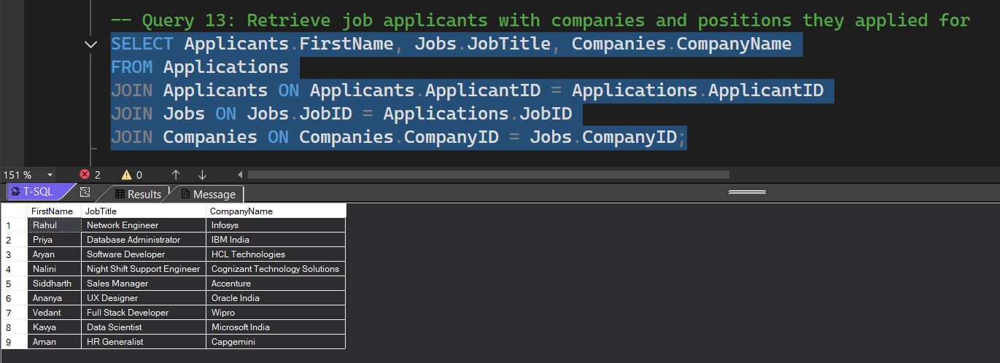 -- Query 13: Retrieve job applicants with companies and positions they applied for
SELECT Applicants.FirstName, Jobs.JobTitle, Companies.CompanyName
FROM Applications
JOIN Applicants ON Applicants.ApplicantID = Applications.ApplicantID
JOIN Jobs ON Jobs.JobID = Applications.JobID
JOIN Companies ON Companies.CompanyID = Jobs.CompanyID;
151 % 2 0
T-SQL Results Message
FirstName JobTitle CompanyName
1 Rahul Network Engineer Infosys
2 Priya Database Administrator IBM India
3 Aryan Software Developer HCL Technologies
4 Nalini Night Shift Support Engineer Cognizant Technology Solutions
5 Siddharth Sales Manager Accenture
6 Ananya UX Designer Oracle India
7 Vedant Full Stack Developer Wipro
8 Kavya Data Scientist Microsoft India
9 Aman HR Generalist Capgemini